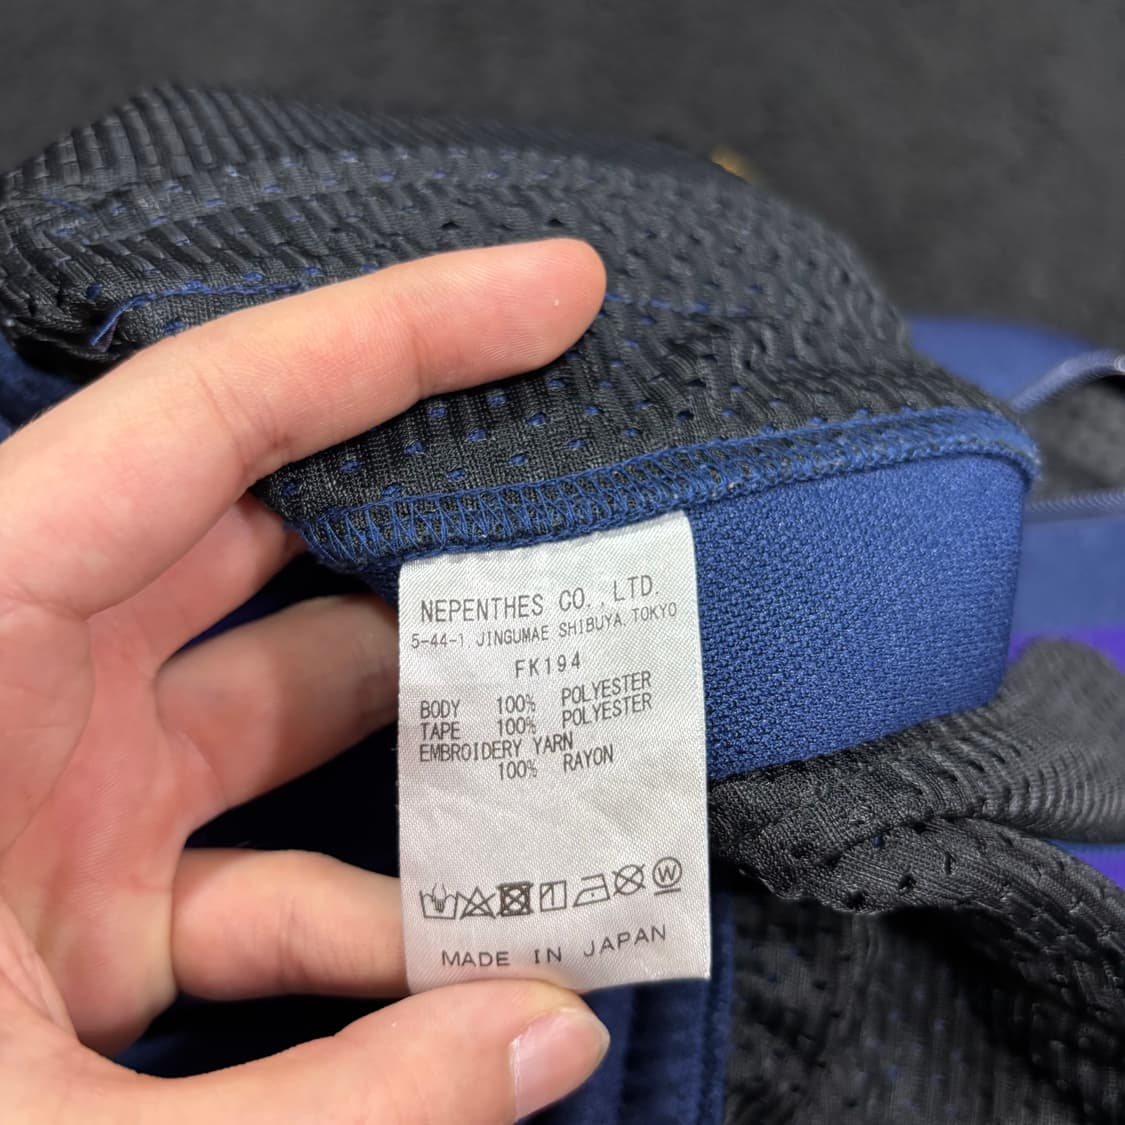 NEPENTHES CO.,LTD.
5-44-1 JINGUMAE SHIBUYA TOKYO
FK194
BODY 100% POLYESTER
TAPE 100% POLYESTER
EMBROIDERY YARN
100% RAYON
W
MADE IN JAPAN